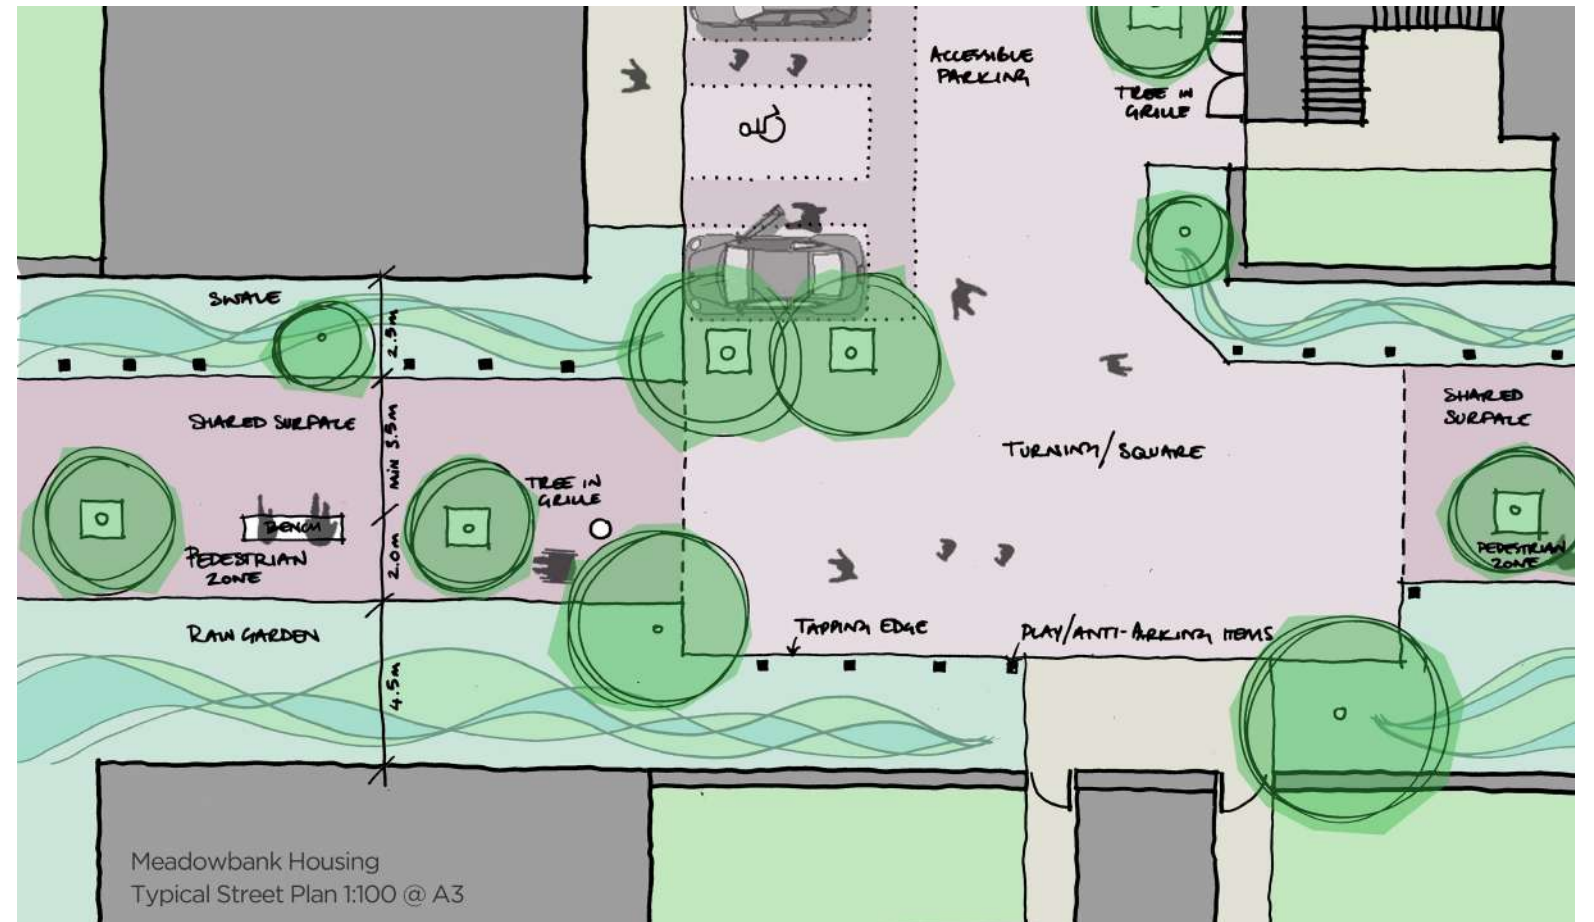 ACCESSIBLE
PARKING
TREE IN
GRILLE
SWALE
2.5M
SHARED SURFACE
MIN 3.5M
SHARED
SURFACE
TURNING/SQUARE
TREE IN
GRILLE
BENCH
PEDESTRIAN
ZONE
2.0M
PEDESTRIAN
ZONE
RAIN GARDEN
TAPPING EDGE
PLAY/ANTI-PARKING ITEMS
4.5M
Meadowbank Housing
Typical Street Plan 1:100 @ A3